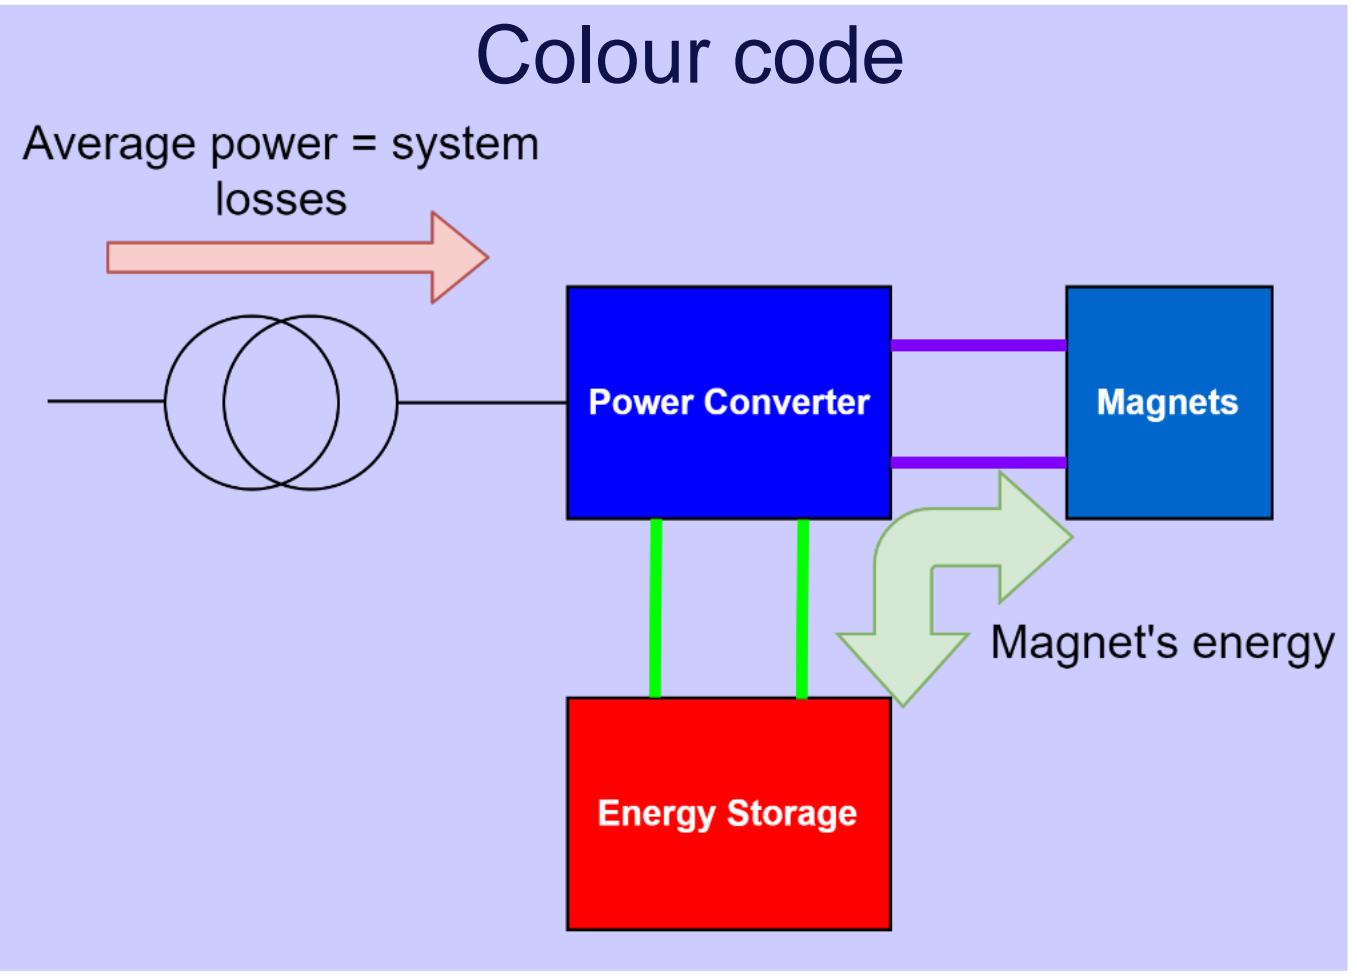 Colour code
Average power = system
losses
Power Converter
Magnets
Magnet's energy
Energy Storage